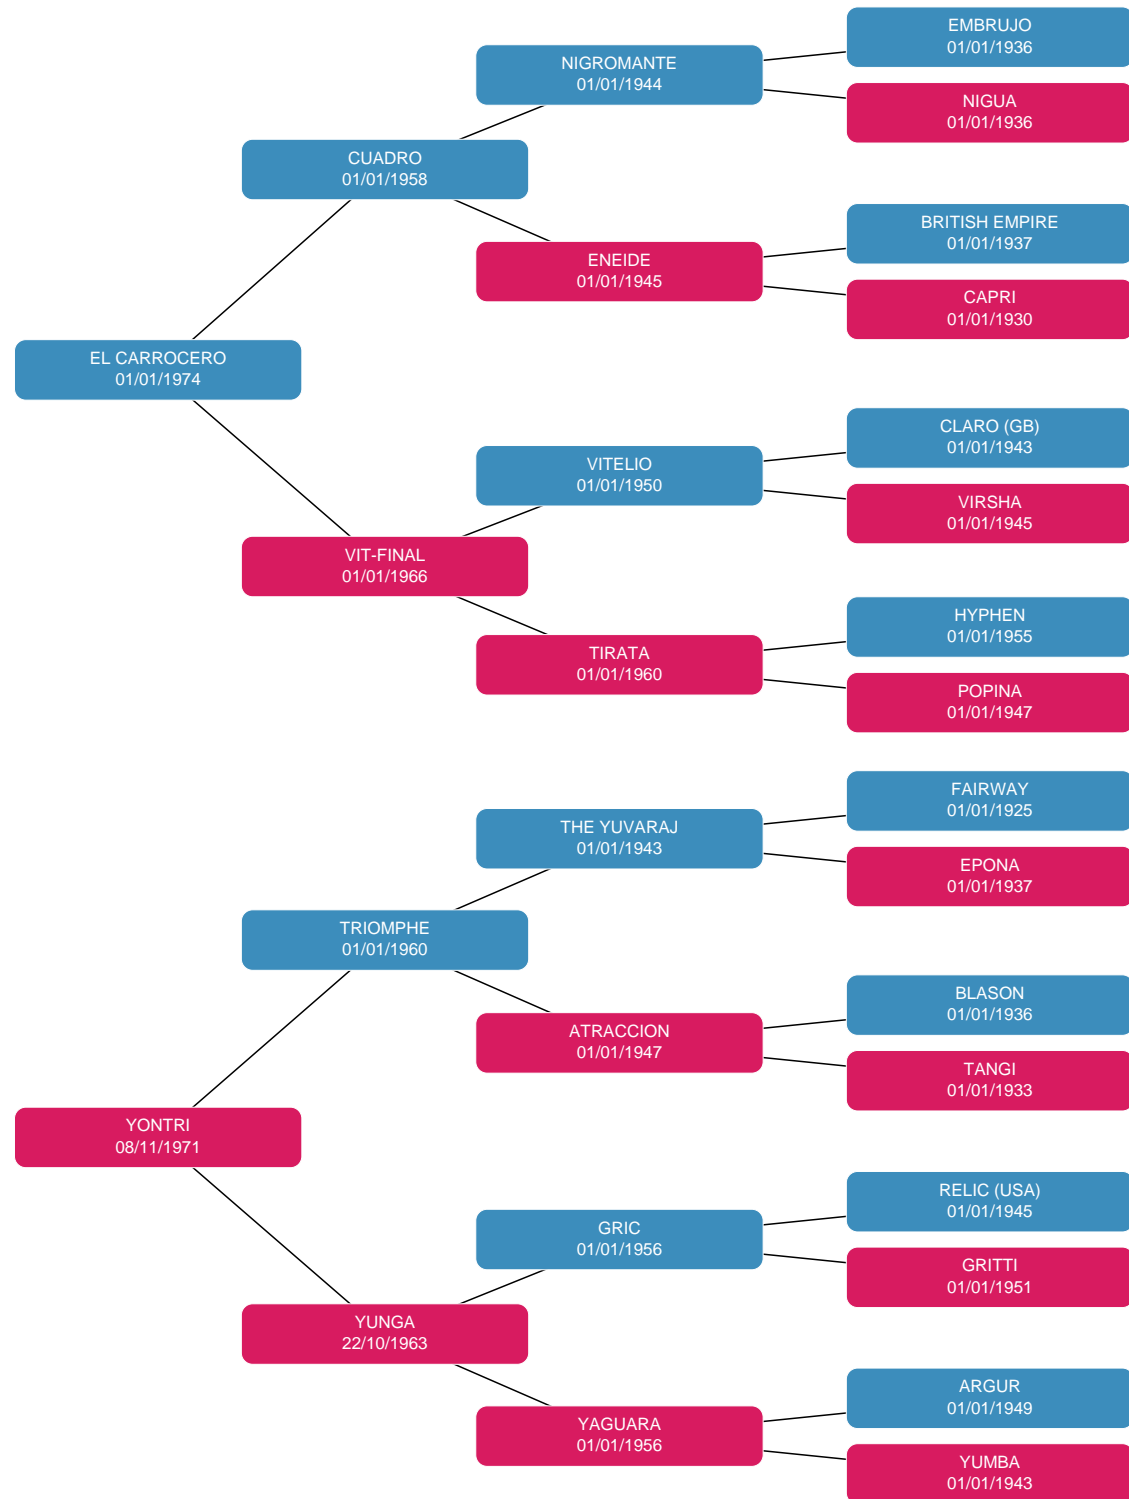 EMBRUJO
01/01/1936
NIGROMANTE
01/01/1944
NIGUA
01/01/1936
CUADRO
01/01/1958
BRITISH EMPIRE
01/01/1937
ENEIDE
01/01/1945
CAPRI
01/01/1930
EL CARROCERO
01/01/1974
CLARO (GB)
01/01/1943
VITELIO
01/01/1950
VIRSHA
01/01/1945
VIT-FINAL
01/01/1966
HYPHEN
01/01/1955
TIRATA
01/01/1960
POPINA
01/01/1947
FAIRWAY
01/01/1925
THE YUVARAJ
01/01/1943
EPONA
01/01/1937
TRIOMPHE
01/01/1960
BLASON
01/01/1936
ATRACCION
01/01/1947
TANGI
01/01/1933
YONTRI
08/11/1971
RELIC (USA)
01/01/1945
GRIC
01/01/1956
GRITTI
01/01/1951
YUNGA
22/10/1963
ARGUR
01/01/1949
YAGUARA
01/01/1956
YUMBA
01/01/1943